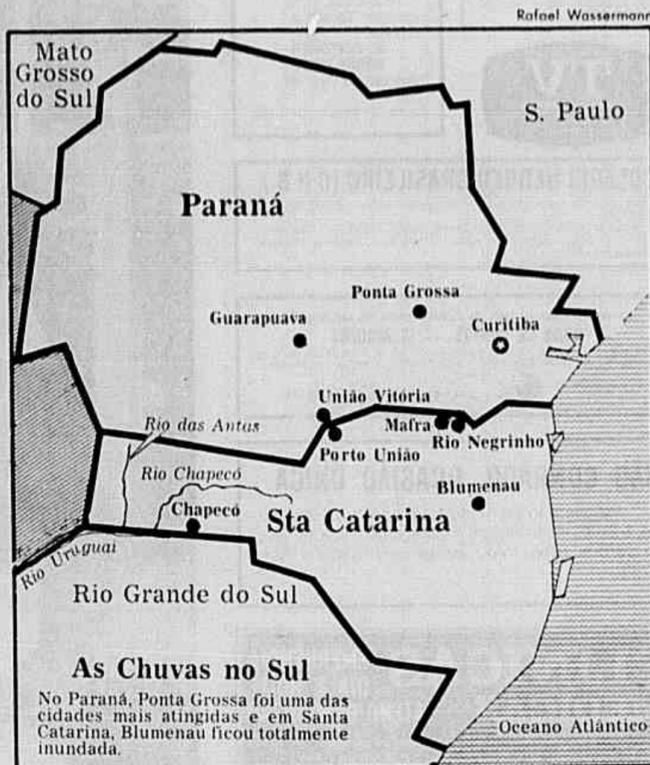 Rafael Wassermann
Mato
Grosso
do Sul
S. Paulo
Paraná
Ponta Grossa
Guarapuava
Curitiba
União Vitória
Rio das Antas
Mafra
Rio Negrinho
Porto União
Rio Chapecó
Blumenau
Chapecó
Sta Catarina
Rio Uruguai
Rio Grande do Sul
As Chuvas no Sul
No Paraná, Ponta Grossa foi uma das
cidades mais atingidas e em Santa
Catarina, Blumenau ficou totalmente
inundada.
Oceano Atlântico